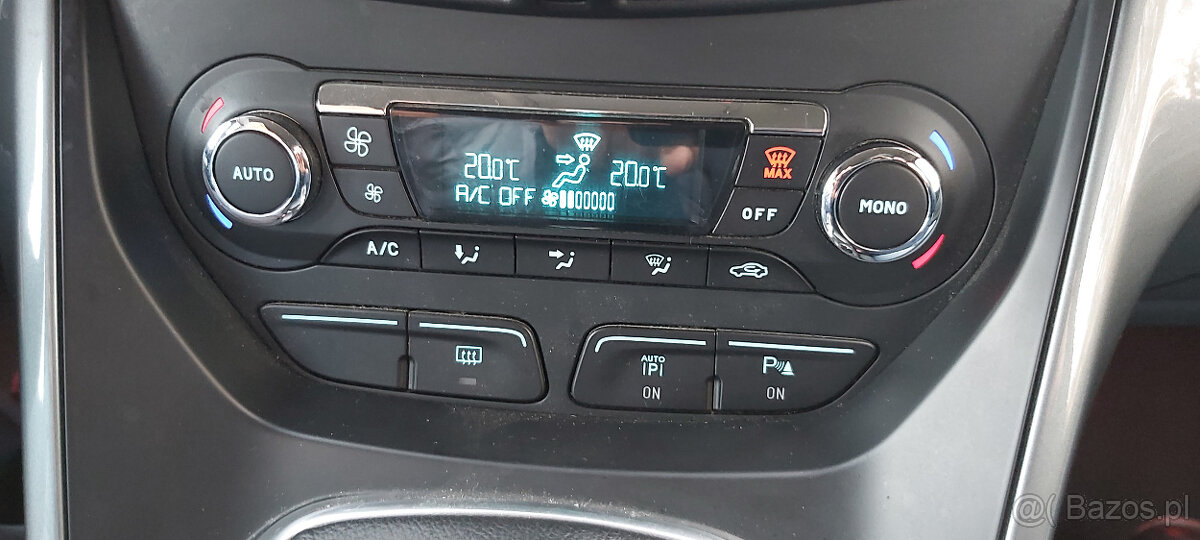 AUTO
20.0°C
20.0°C
A/C OFF
MAX
OFF
MONO
A/C
AUTO
P
ON
P
ON
@( Bazos.pl